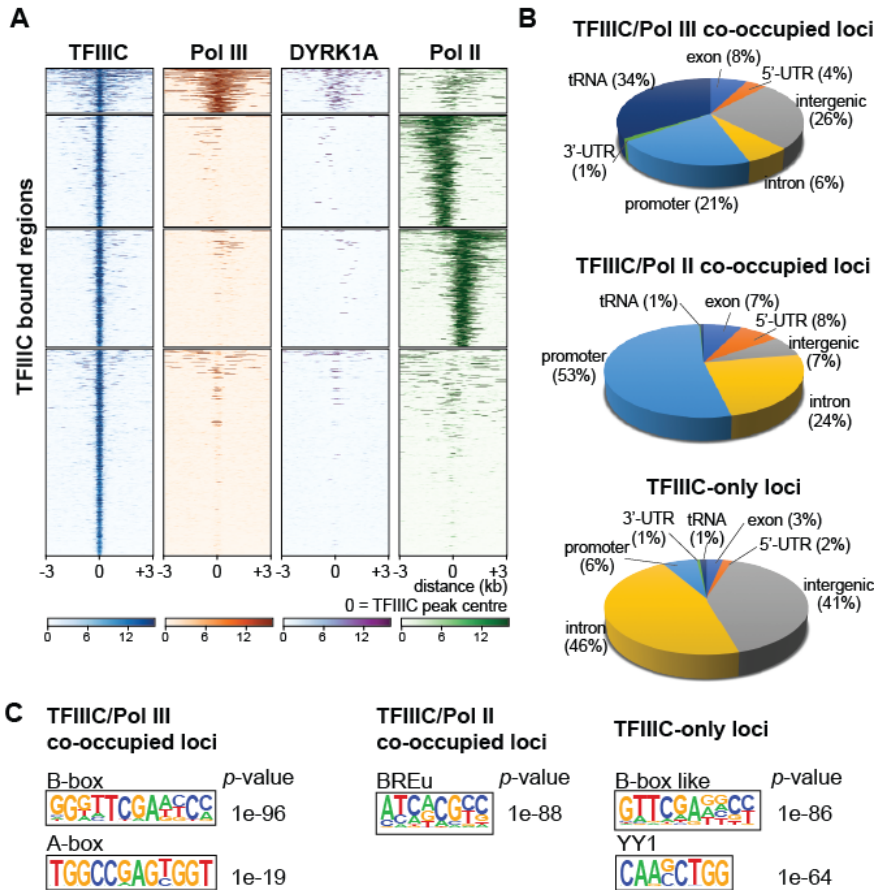 A
TFIIIC Pol III DYRK1A Pol II
TFIIIC bound regions
-3 0 +3 -3 0 +3 -3 0 +3 -3 0 +3
distance (kb)
0 = TFIIIC peak centre
0 6 12 0 6 12 0 6 12 0 6 12
B
TFIIIC/Pol III co-occupied loci
exon (8%)
tRNA (34%)
5'-UTR (4%)
intergenic
(26%)
3'-UTR
(1%)
intron (6%)
promoter (21%)
TFIIIC/Pol II co-occupied loci
tRNA (1%)
exon (7%)
5'-UTR (8%)
intergenic
(7%)
promoter
(53%)
intron
(24%)
TFIIIC-only loci
3'-UTR
(1%)
tRNA
(1%)
exon (3%)
5'-UTR (2%)
promoter
(6%)
intergenic
(41%)
intron
(46%)
C
TFIIIC/Pol III
co-occupied loci
B-box
p-value
GGGTTCGAACCC
1e-96
A-box
TGGCCGAGTGGT
1e-19
TFIIIC/Pol II
co-occupied loci
BREu
p-value
ATCACGCC
1e-88
TFIIIC-only loci
B-box like
p-value
GTTCGAGGCC
1e-86
YY1
CAAGCTGG
1e-64